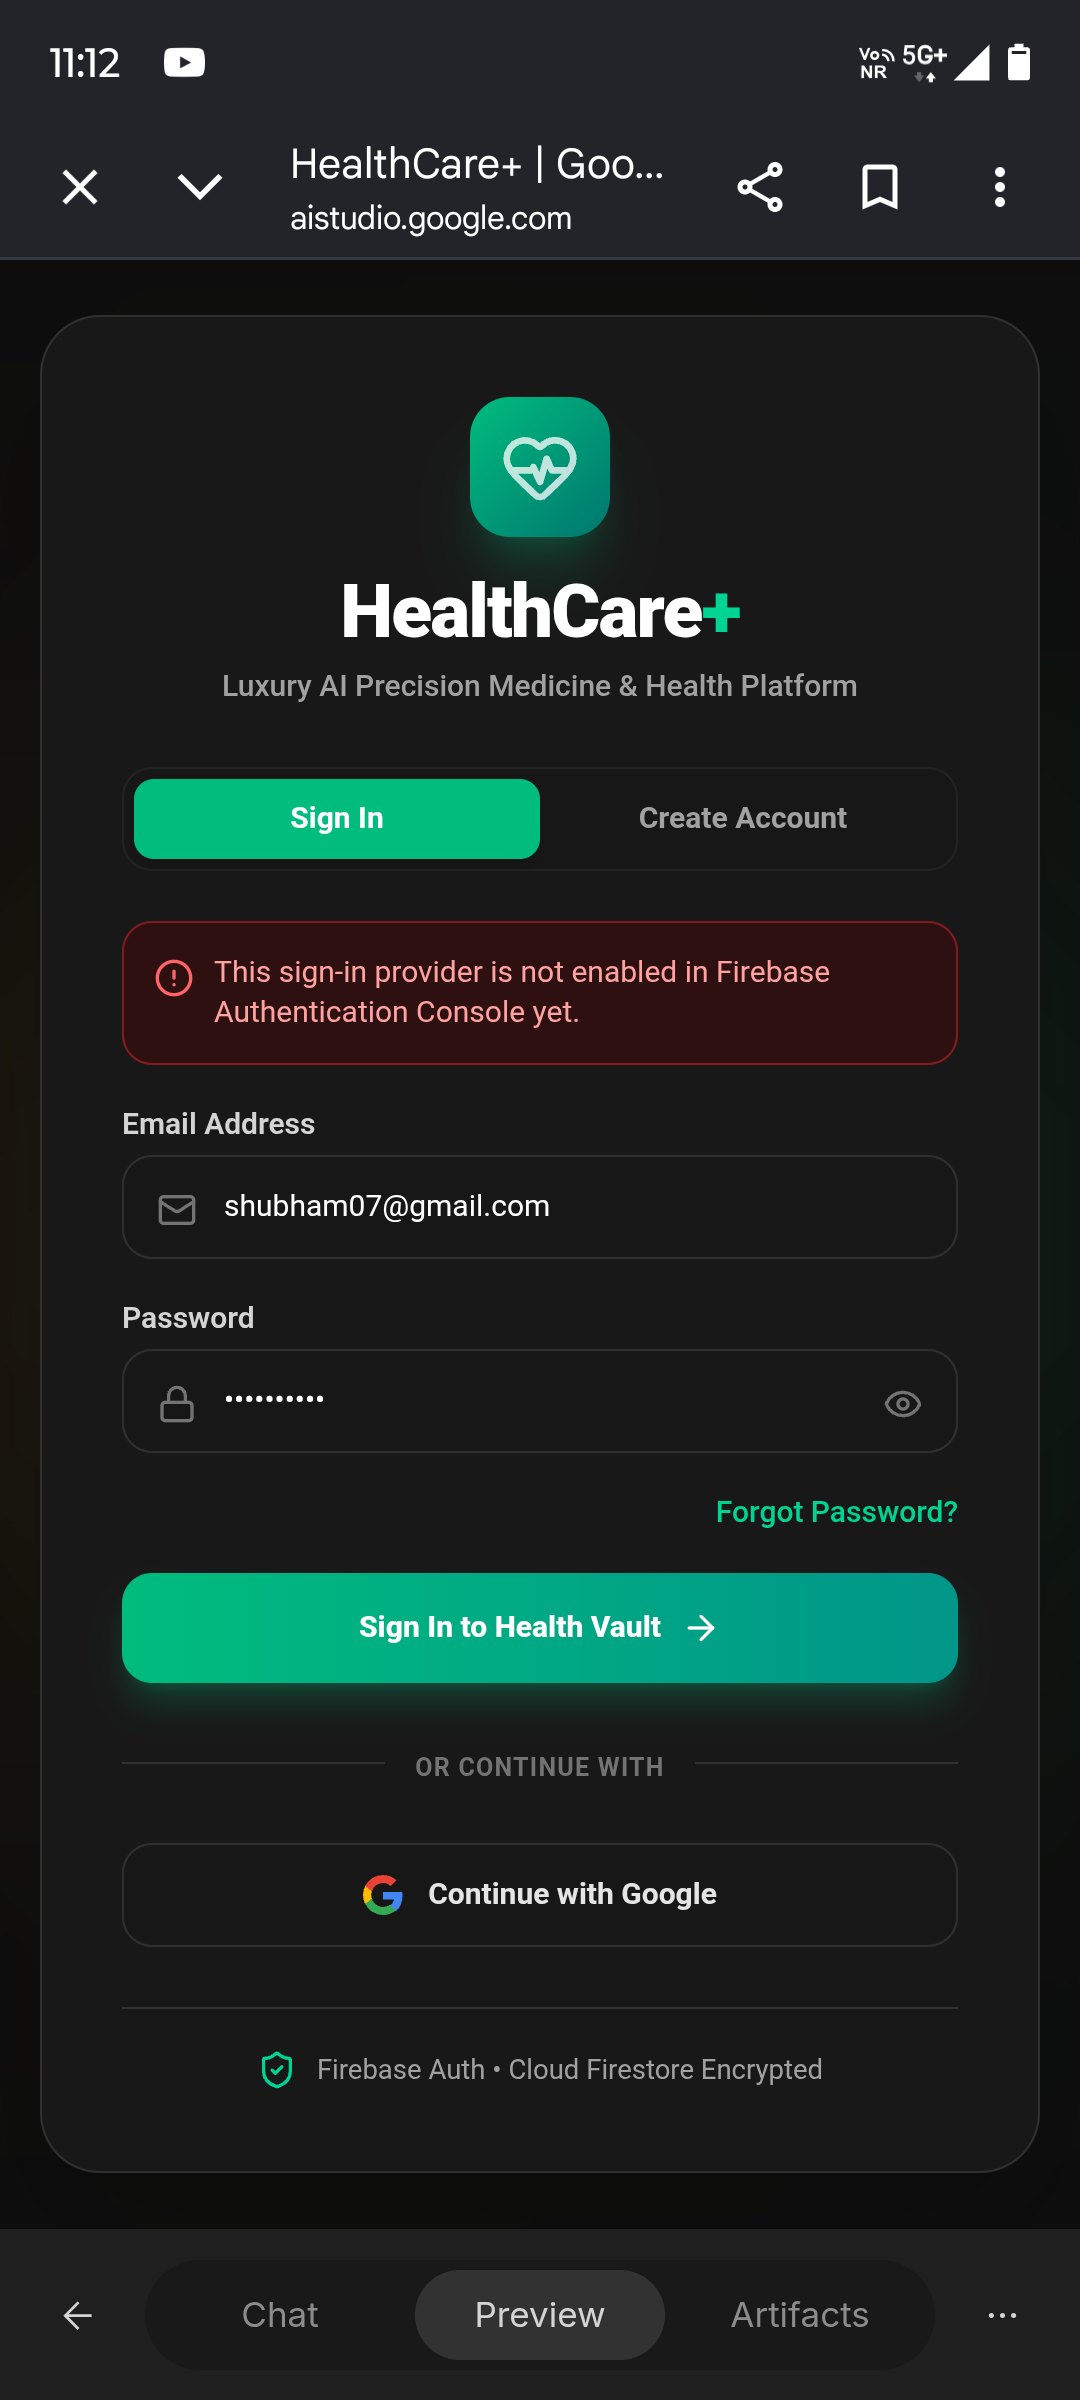 11:12
Vo
NR
5G+
HealthCare+ | Goo...
aistudio.google.com
HealthCare+
Luxury AI Precision Medicine & Health Platform
Sign In
Create Account
This sign-in provider is not enabled in Firebase
Authentication Console yet.
Email Address
shubham07@gmail.com
Password
••••••••••
Forgot Password?
Sign In to Health Vault
OR CONTINUE WITH
Continue with Google
Firebase Auth • Cloud Firestore Encrypted
Chat
Preview
Artifacts